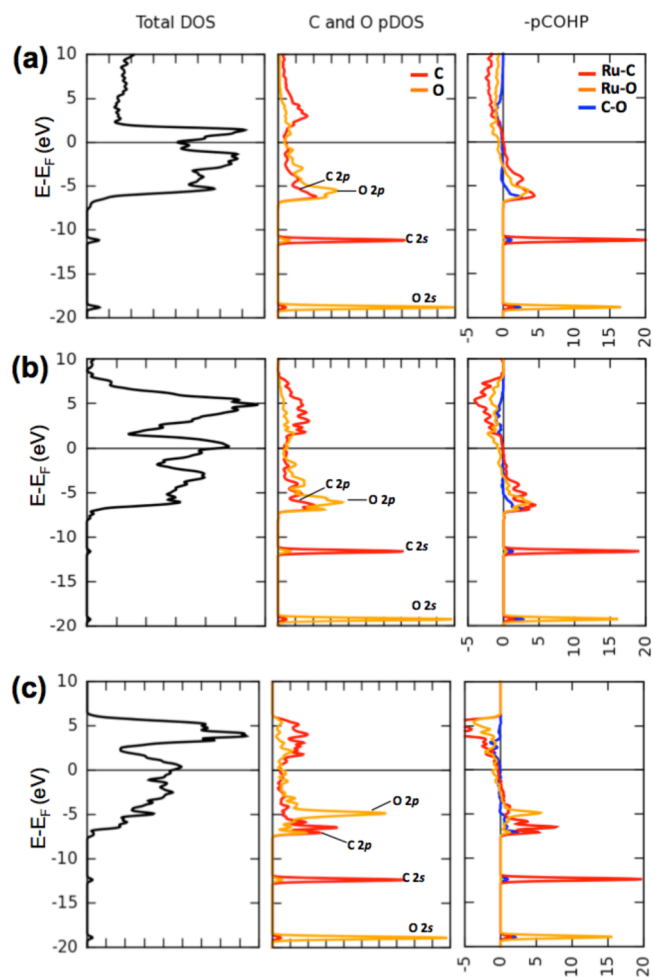 Total DOS
C and O pDOS
-pCOHP
(a)
E-E_F (eV)
10
5
0
-5
-10
-15
-20
C
O
C 2p
O 2p
C 2s
O 2s
Ru-C
Ru-O
C-O
-5
0
5
10
15
20
(b)
E-E_F (eV)
10
5
0
-5
-10
-15
-20
C 2p
O 2p
C 2s
O 2s
-5
0
5
10
15
20
(c)
E-E_F (eV)
10
5
0
-5
-10
-15
-20
O 2p
C 2p
C 2s
O 2s
-5
0
5
10
15
20